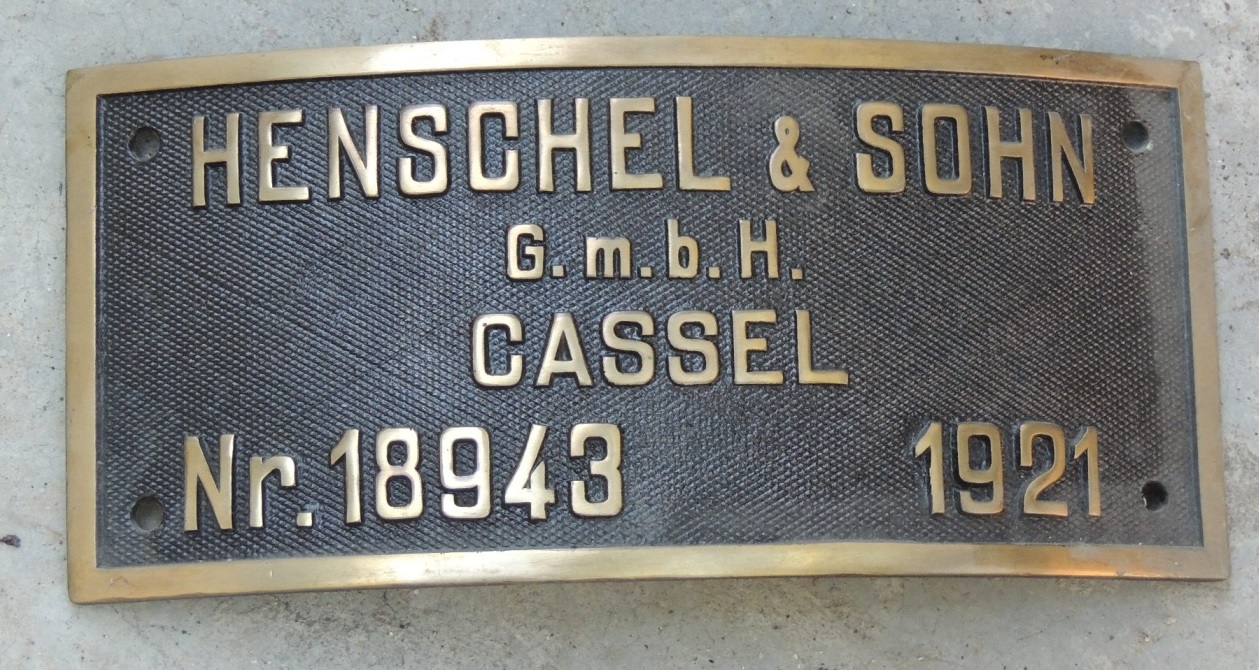 HENSCHEL & SOHN
G.m.b.H.
CASSEL
Nr.18943 1921